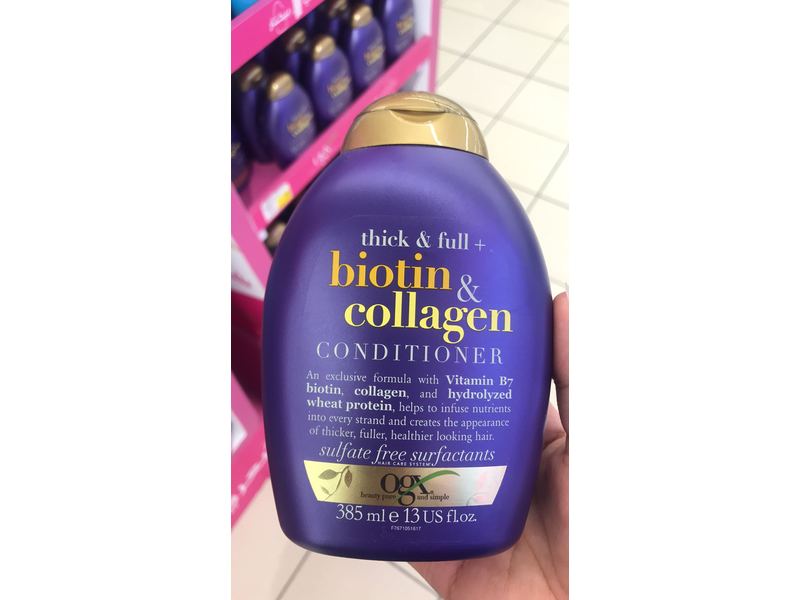 thick & full +
biotin &
collagen
CONDITIONER
An exclusive formula with Vitamin B7
biotin, collagen, and hydrolyzed
wheat protein, helps to infuse nutrients
into every strand and creates the appearance
of thicker, fuller, healthier looking hair.
sulfate free surfactants
HAIR CARE SYSTEM
ogx
beauty pure and simple
385 ml e 13 US fl.oz.
F7671051617